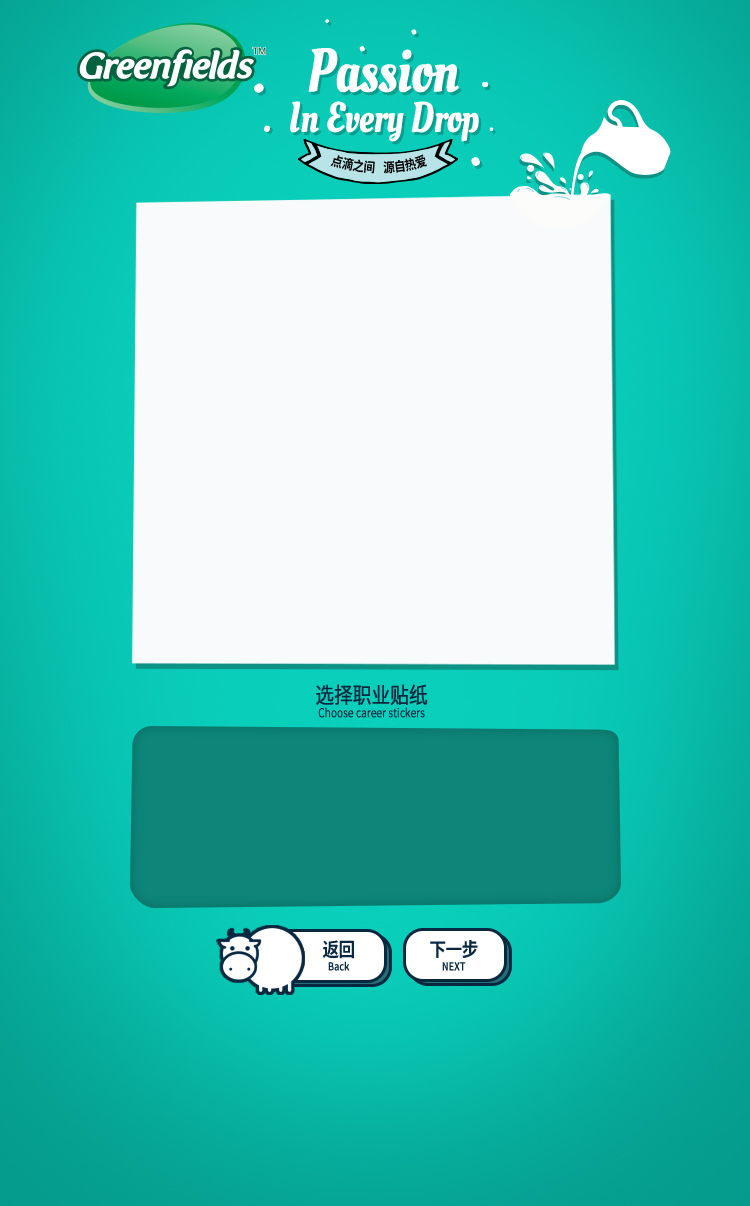 Greenfields™
Passion
In Every Drop
点滴之间 源自热爱
选择职业贴纸
Choose career stickers
返回
Back
下一步
NEXT